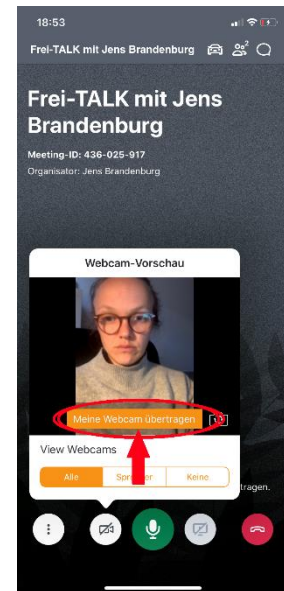 18:53
Frei-TALK mit Jens Brandenburg 2
Frei-TALK mit Jens
Brandenburg
Meeting-ID: 436-025-917
Organisator: Jens Brandenburg
Webcam-Vorschau
Meine Webcam übertragen
View Webcams
Alle Keine
tragen.